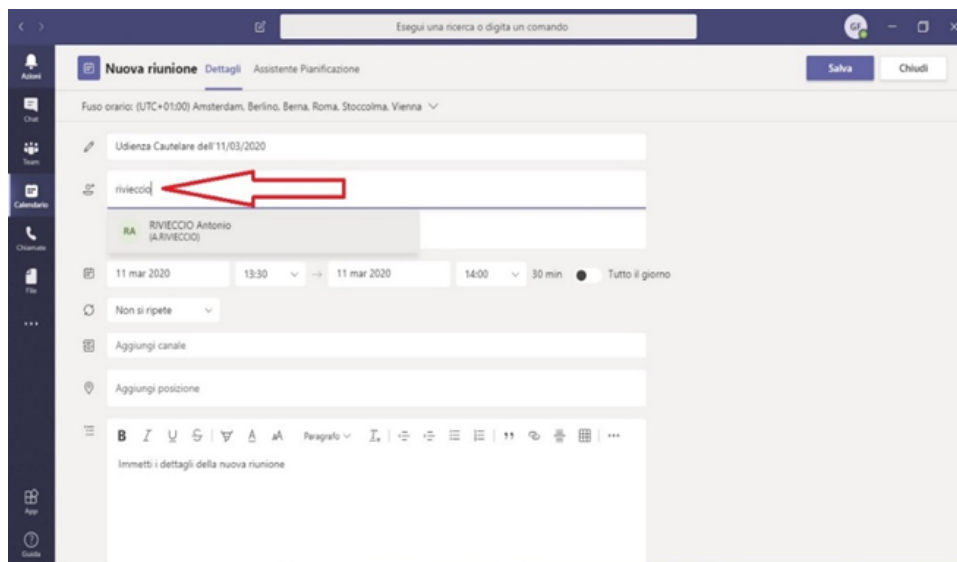 Esegui una ricerca o digita un comando
GF
Azioni
Chat
Team
Calendario
Chiamate
File
App
Guida
Nuova riunione Dettagli Assistente Pianificazione
Salva Chiudi
Fuso orario: (UTC+01:00) Amsterdam, Berlino, Berna, Roma, Stoccolma, Vienna
Udienza Cautelare dell'11/03/2020
rivieccio
RA RIVIECCIO Antonio
(A.RIVIECCIO)
11 mar 2020 13:30 → 11 mar 2020 14:00 30 min Tutto il giorno
Non si ripete
Aggiungi canale
Aggiungi posizione
B I U S A AA Paragrafo
Immetti i dettagli della nuova riunione